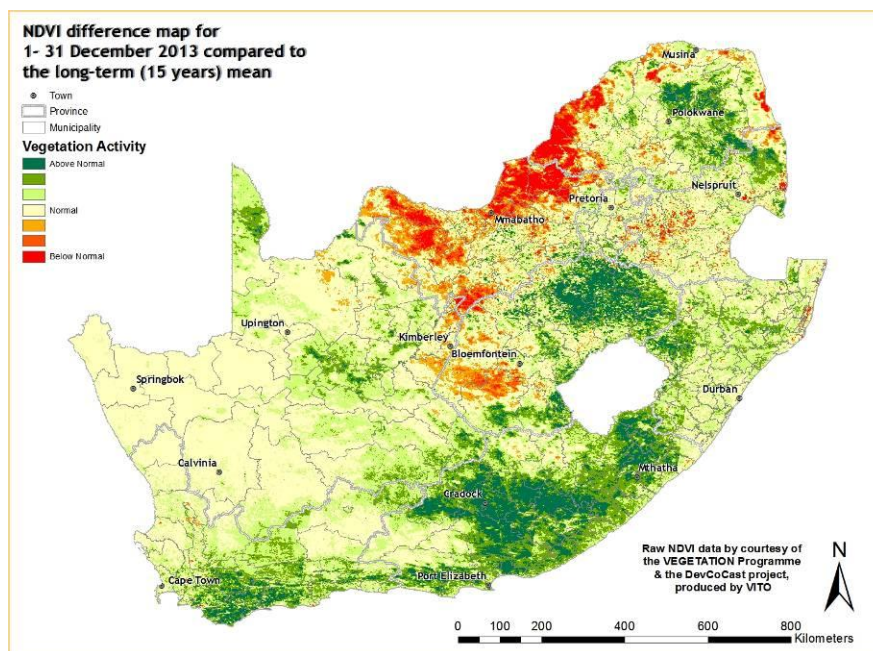 NDVI difference map for
1- 31 December 2013 compared to
the long-term (15 years) mean
Town
Province
Municipality
Vegetation Activity
Above Normal
Normal
Below Normal
Musina
Polokwane
Nelspruit
Pretoria
Mmabatho
Upington
Kimberley
Bloemfontein
Springbok
Durban
Calvinia
Mthatha
Cradock
Cape Town
Port Elizabeth
Raw NDVI data by courtesy of
the VEGETATION Programme
& the DevCoCast project,
produced by VITO
N
0 100 200 400 600 800
Kilometers